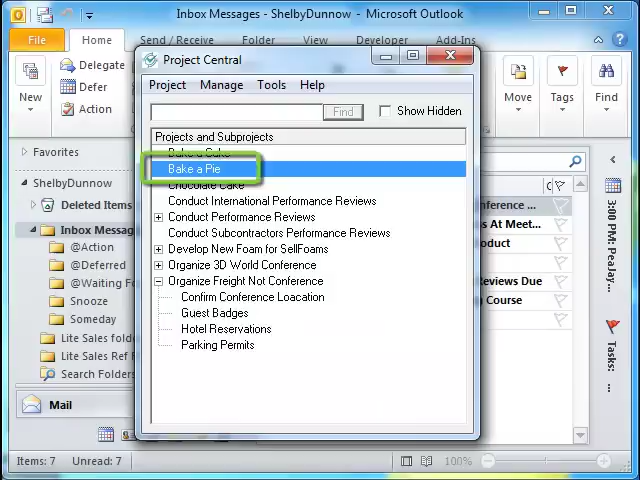 Inbox Messages - ShelbyDunnow - Microsoft Outlook
File Home Send / Receive Folder View Developer Add-Ins
Project Central
Delegate
Defer
Action
New
Project Manage Tools Help
Find
Show Hidden
Move
Tags
Find
Favorites
ShelbyDunnow
Deleted Items
Inbox Messag
@Action
@Deferred
@Waiting Fo
Snooze
Someday
Lite Sales folde
Lite Sales Ref F
Search Folders
Mail
Projects and Subprojects
Bake a Cake
Bake a Pie
Chocolate Cake
Conduct International Performance Reviews
Conduct Performance Reviews
Conduct Subcontractors Performance Reviews
Develop New Foam for SellFoams
Organize 3D World Conference
Organize Freight Not Conference
Confirm Conference Loacation
Guest Badges
Hotel Reservations
Parking Permits
onference ...
s At Meet...
oduct
Reviews Due
n Course
3:00 PM: PeaJay...
Tasks: ...
Items: 7 Unread: 7
100%